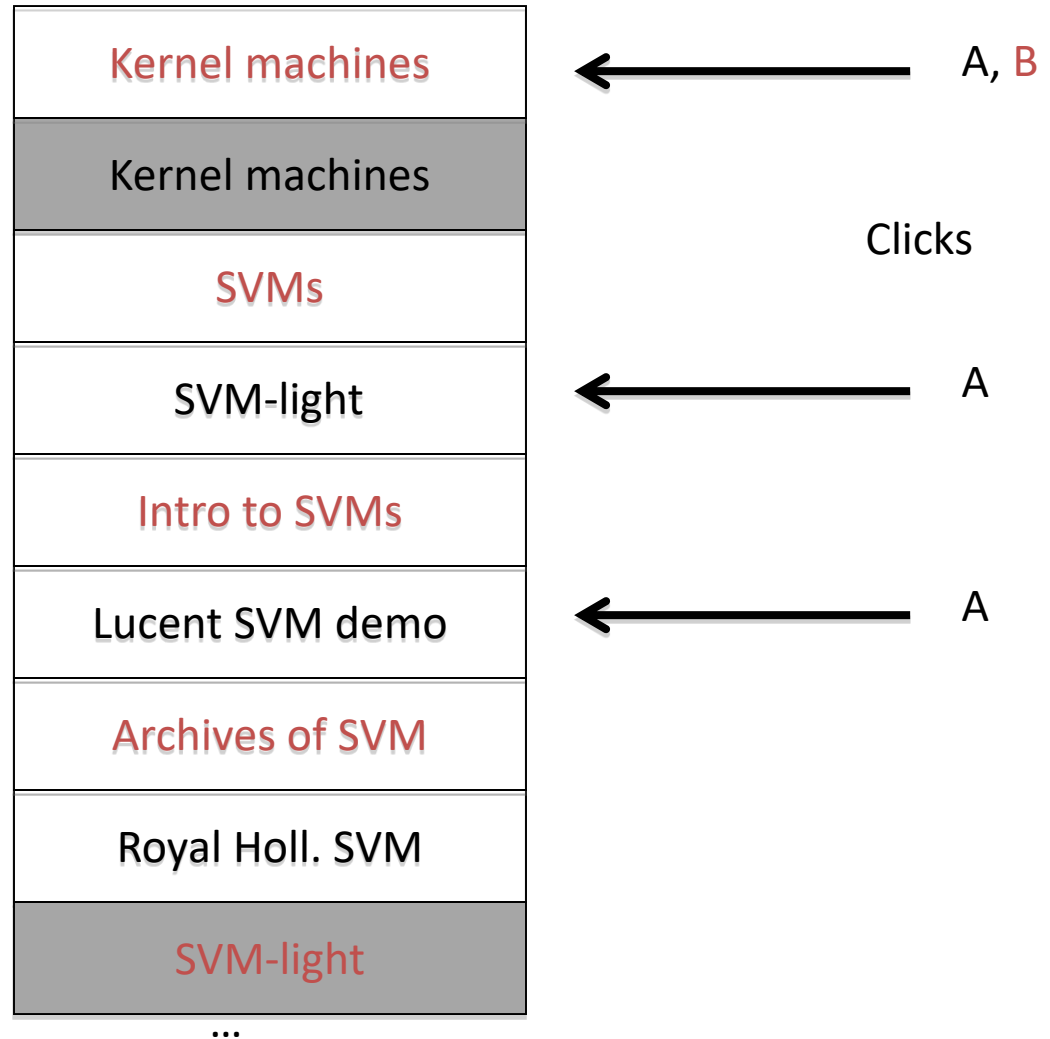 Kernel machines
A, B
Kernel machines
Clicks
SVMs
SVM-light
A
Intro to SVMs
Lucent SVM demo
A
Archives of SVM
Royal Holl. SVM
SVM-light
...